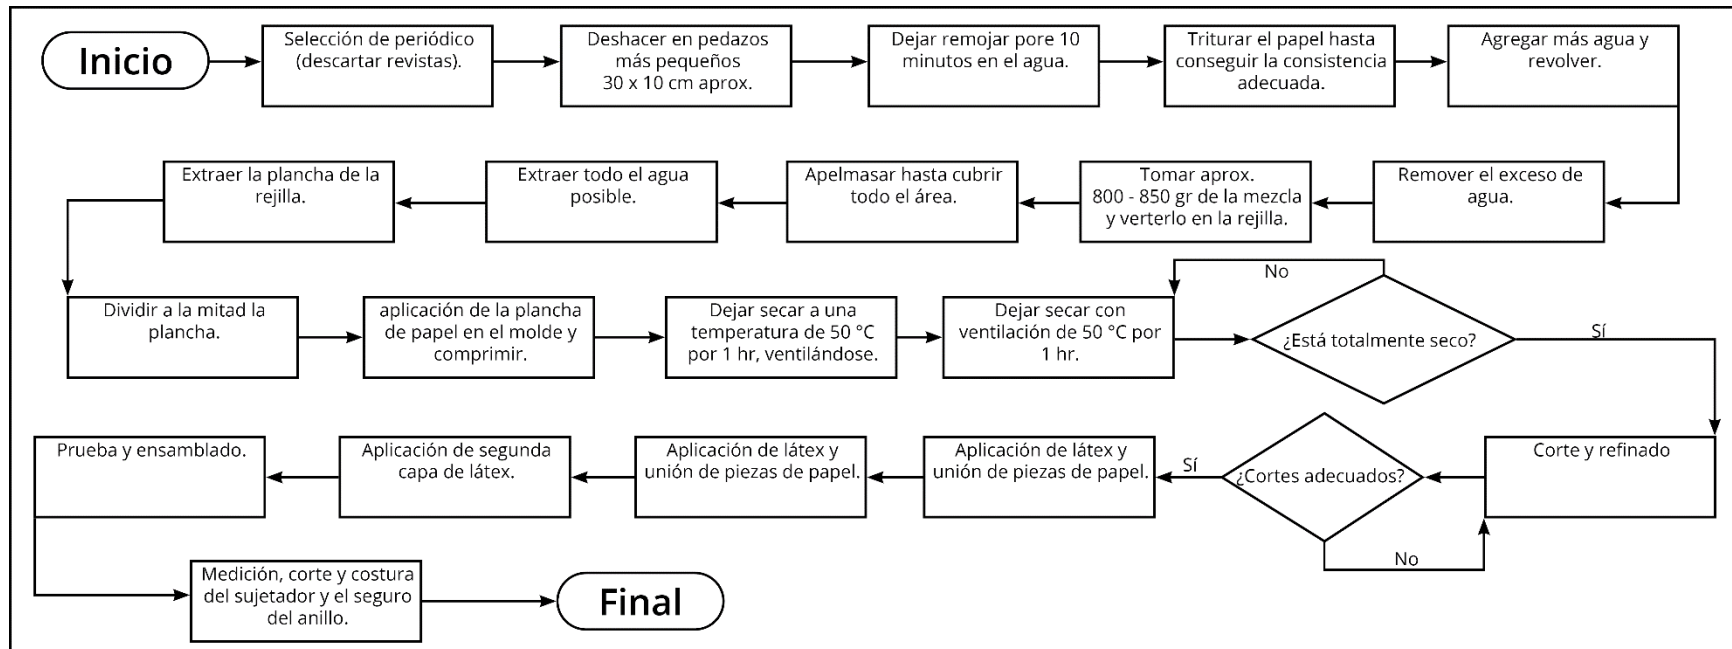 Inicio
Selección de periódico
(descartar revistas).
Deshacer en pedazos
más pequeños
30 x 10 cm aprox.
Dejar remojar pore 10
minutos en el agua.
Triturar el papel hasta
conseguir la consistencia
adecuada.
Agregar más agua y
revolver.
Remover el exceso de
agua.
Tomar aprox.
800 - 850 gr de la mezcla
y verterlo en la rejilla.
Apelmasar hasta cubrir
todo el área.
Extraer todo el agua
posible.
Extraer la plancha de la
rejilla.
Dividir a la mitad la
plancha.
aplicación de la plancha
de papel en el molde y
comprimir.
Dejar secar a una
temperatura de 50 °C
por 1 hr, ventilándose.
Dejar secar con
ventilación de 50 °C por
1 hr.
No
¿Está totalmente seco?
Sí
Corte y refinado
¿Cortes adecuados?
No
Sí
Aplicación de látex y
unión de piezas de papel.
Aplicación de látex y
unión de piezas de papel.
Aplicación de segunda
capa de látex.
Prueba y ensamblado.
Medición, corte y costura
del sujetador y el seguro
del anillo.
Final